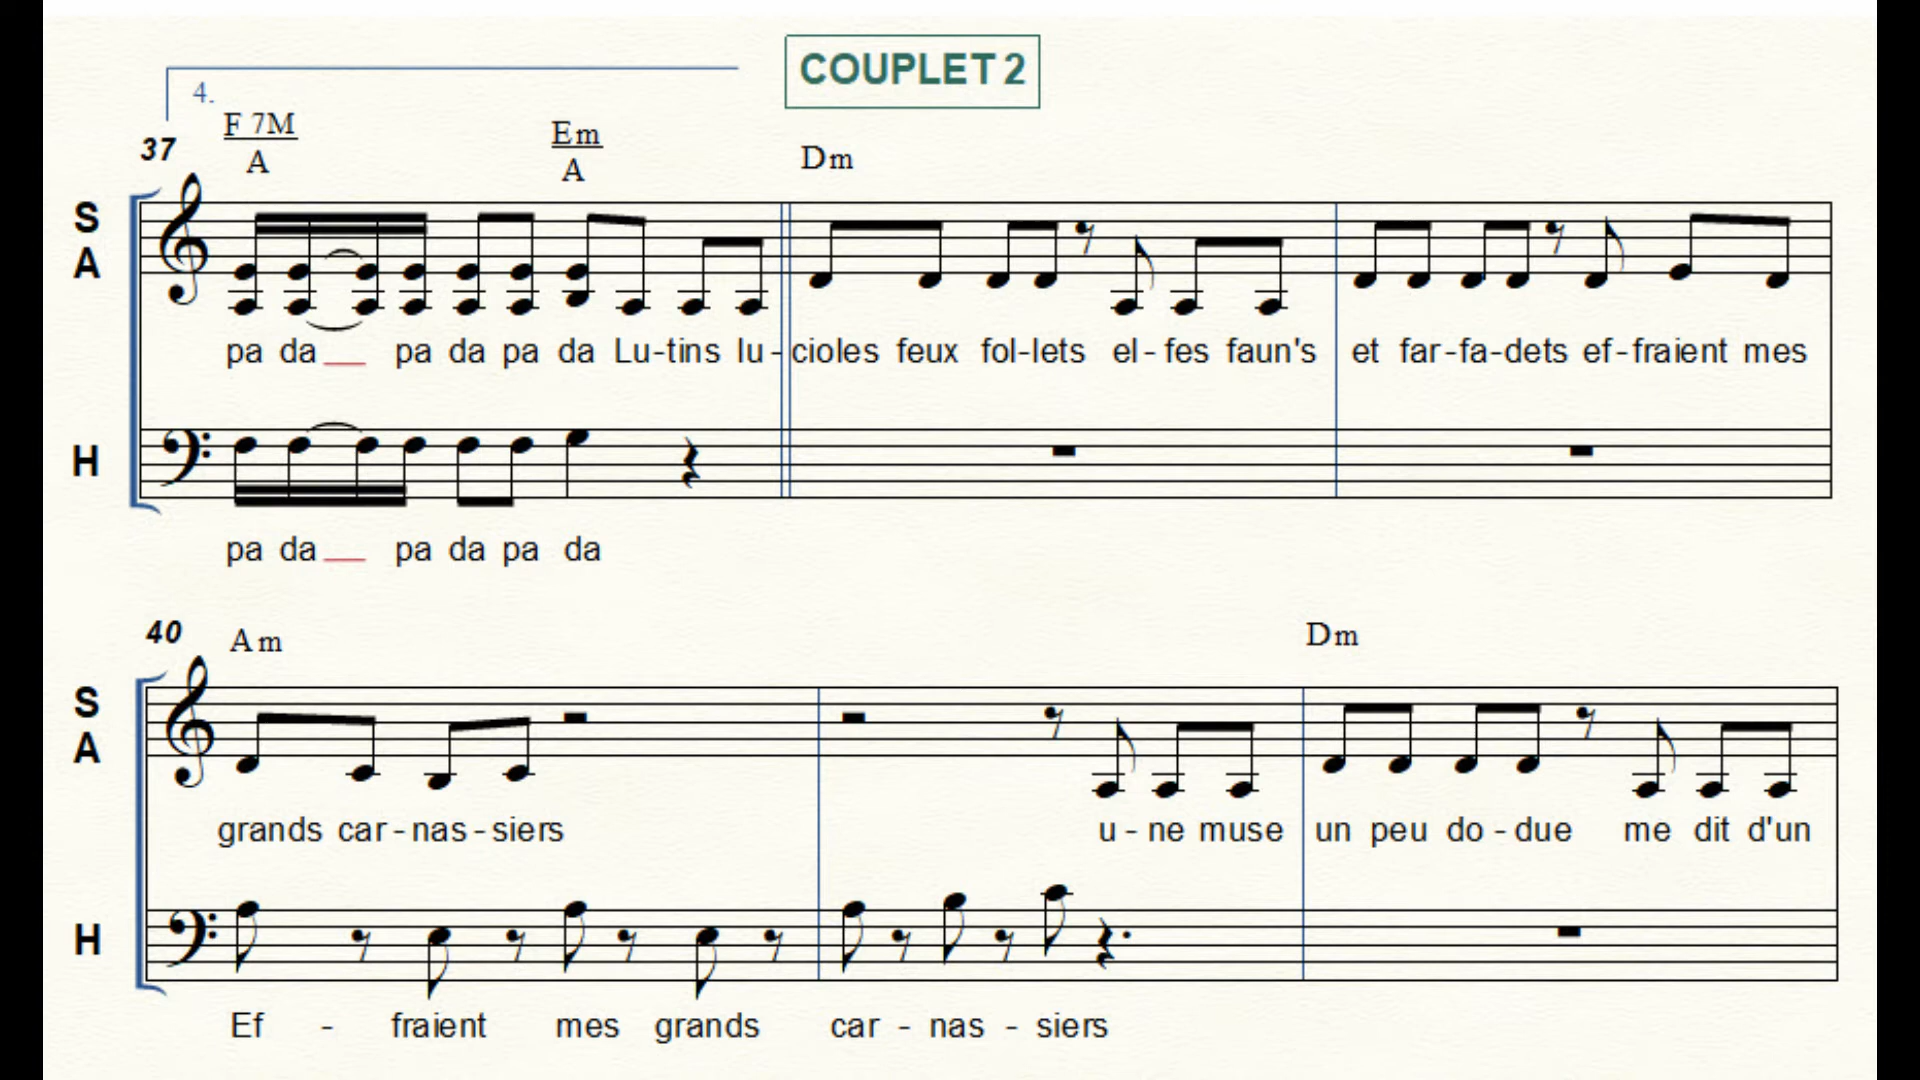 COUPLET 2
4.
F 7M Em
A A Dm
37
S
A
pa da__ pa da pa da Lu-tins lu-cioles feux fol-lets el-fes faun's et far-fa-dets ef-fraient mes
H
pa da__ pa da pa da
40 Am Dm
S
A
grands car-nas-siers u-ne muse un peu do-due me dit d'un
H
Ef - fraient mes grands car - nas - siers